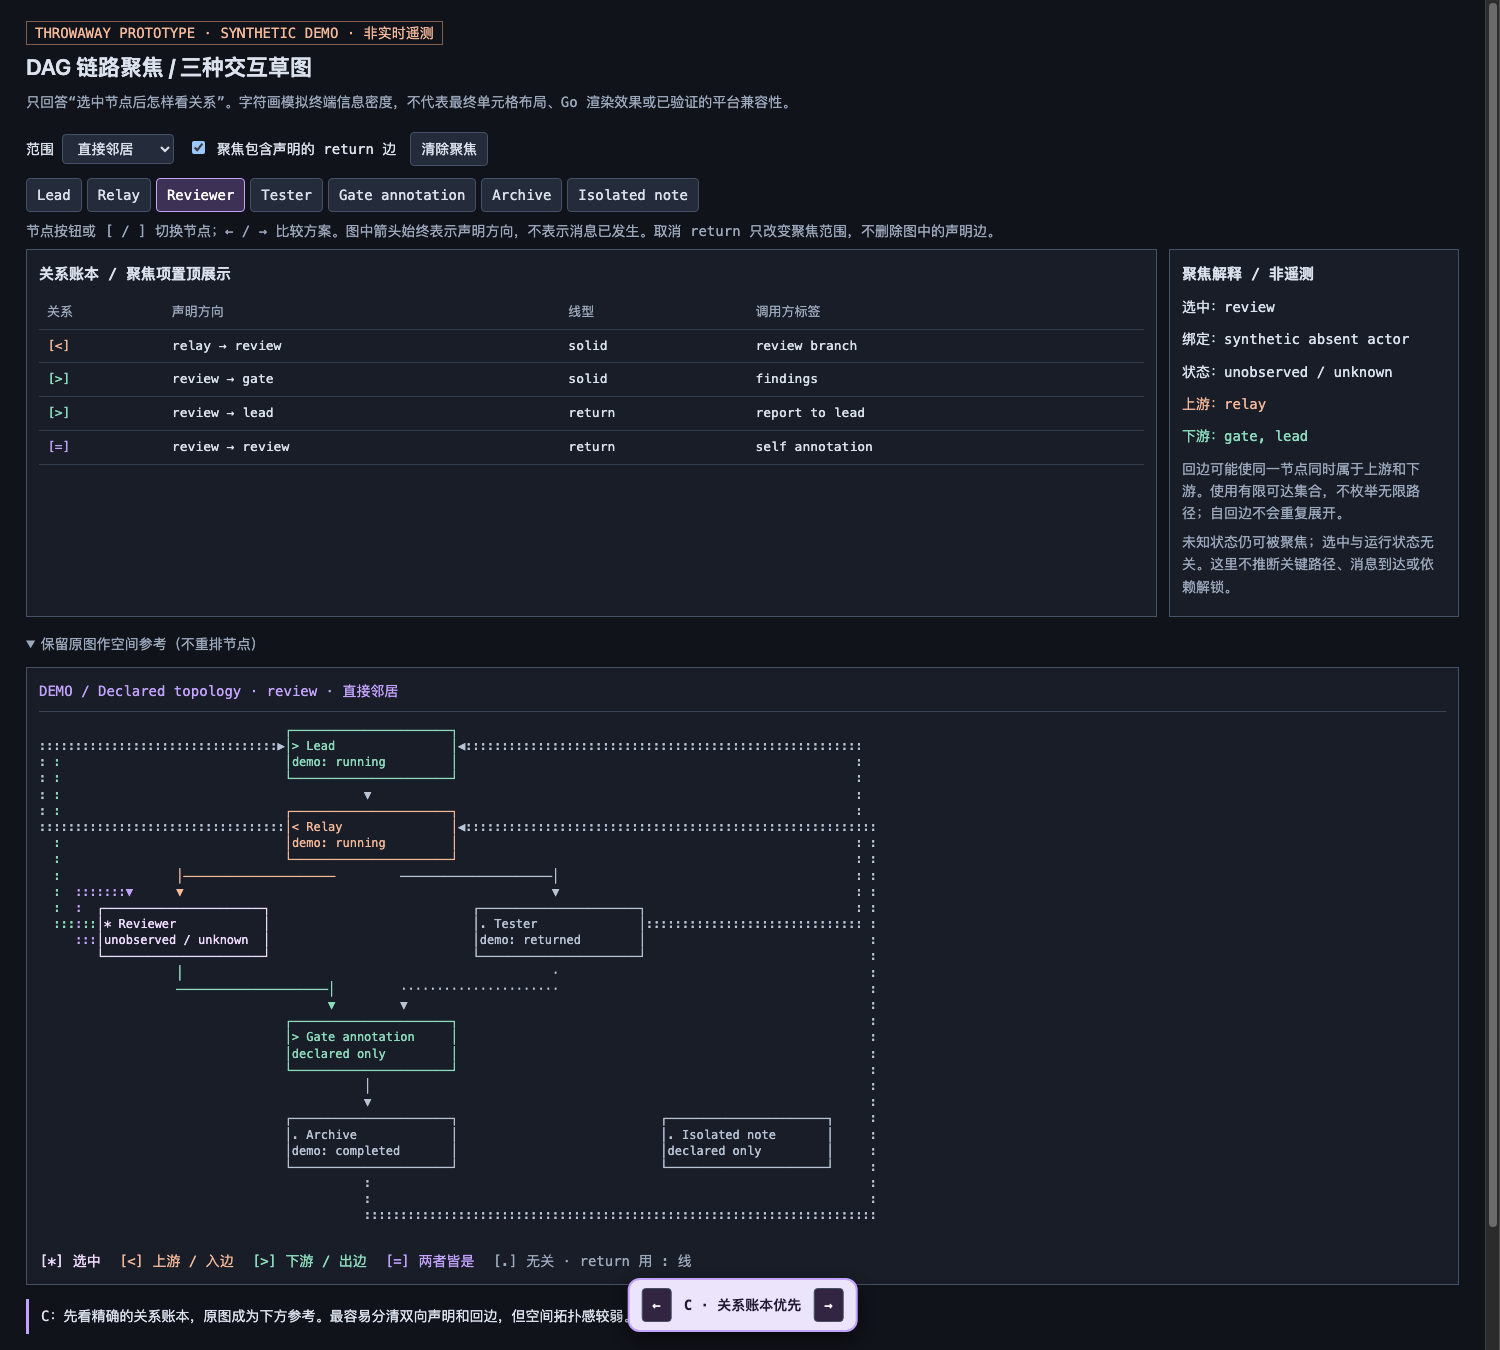 THROWAWAY PROTOTYPE · SYNTHETIC DEMO · 非实时遥测
DAG 链路聚焦 / 三种交互草图
只回答“选中节点后怎样看关系”。字符画模拟终端信息密度，不代表最终单元格布局、Go 渲染效果或已验证的平台兼容性。
范围 直接邻居 聚焦包含声明的 return 边 清除聚焦
Lead Relay Reviewer Tester Gate annotation Archive Isolated note
节点按钮或 [ / ] 切换节点；← / → 比较方案。图中箭头始终表示声明方向，不表示消息已发生。取消 return 只改变聚焦范围，不删除图中的声明边。
关系账本 / 聚焦项置顶展示
关系 声明方向 线型 调用方标签
[<] relay → review solid review branch
[>] review → gate solid findings
[>] review → lead return report to lead
[=] review → review return self annotation
聚焦解释 / 非遥测
选中：review
绑定：synthetic absent actor
状态：unobserved / unknown
上游：relay
下游：gate, lead
回边可能使同一节点同时属于上游和下
游。使用有限可达集合，不枚举无限路
径；自回边不会重复展开。
未知状态仍可被聚焦；选中与运行状态无
关。这里不推断关键路径、消息到达或依
赖解锁。
▼ 保留原图作空间参考（不重排节点）
DEMO / Declared topology · review · 直接邻居
> Lead
demo: running
< Relay
demo: running
* Reviewer
unobserved / unknown
. Tester
demo: returned
> Gate annotation
declared only
. Archive
demo: completed
. Isolated note
declared only
[*] 选中 [<] 上游 / 入边 [>] 下游 / 出边 [=] 两者皆是 [.] 无关 · return 用 : 线
C：先看精确的关系账本，原图成为下方参考。最容易分清双向声明和回边，但空间拓扑感较弱。
← C · 关系账本优先 →